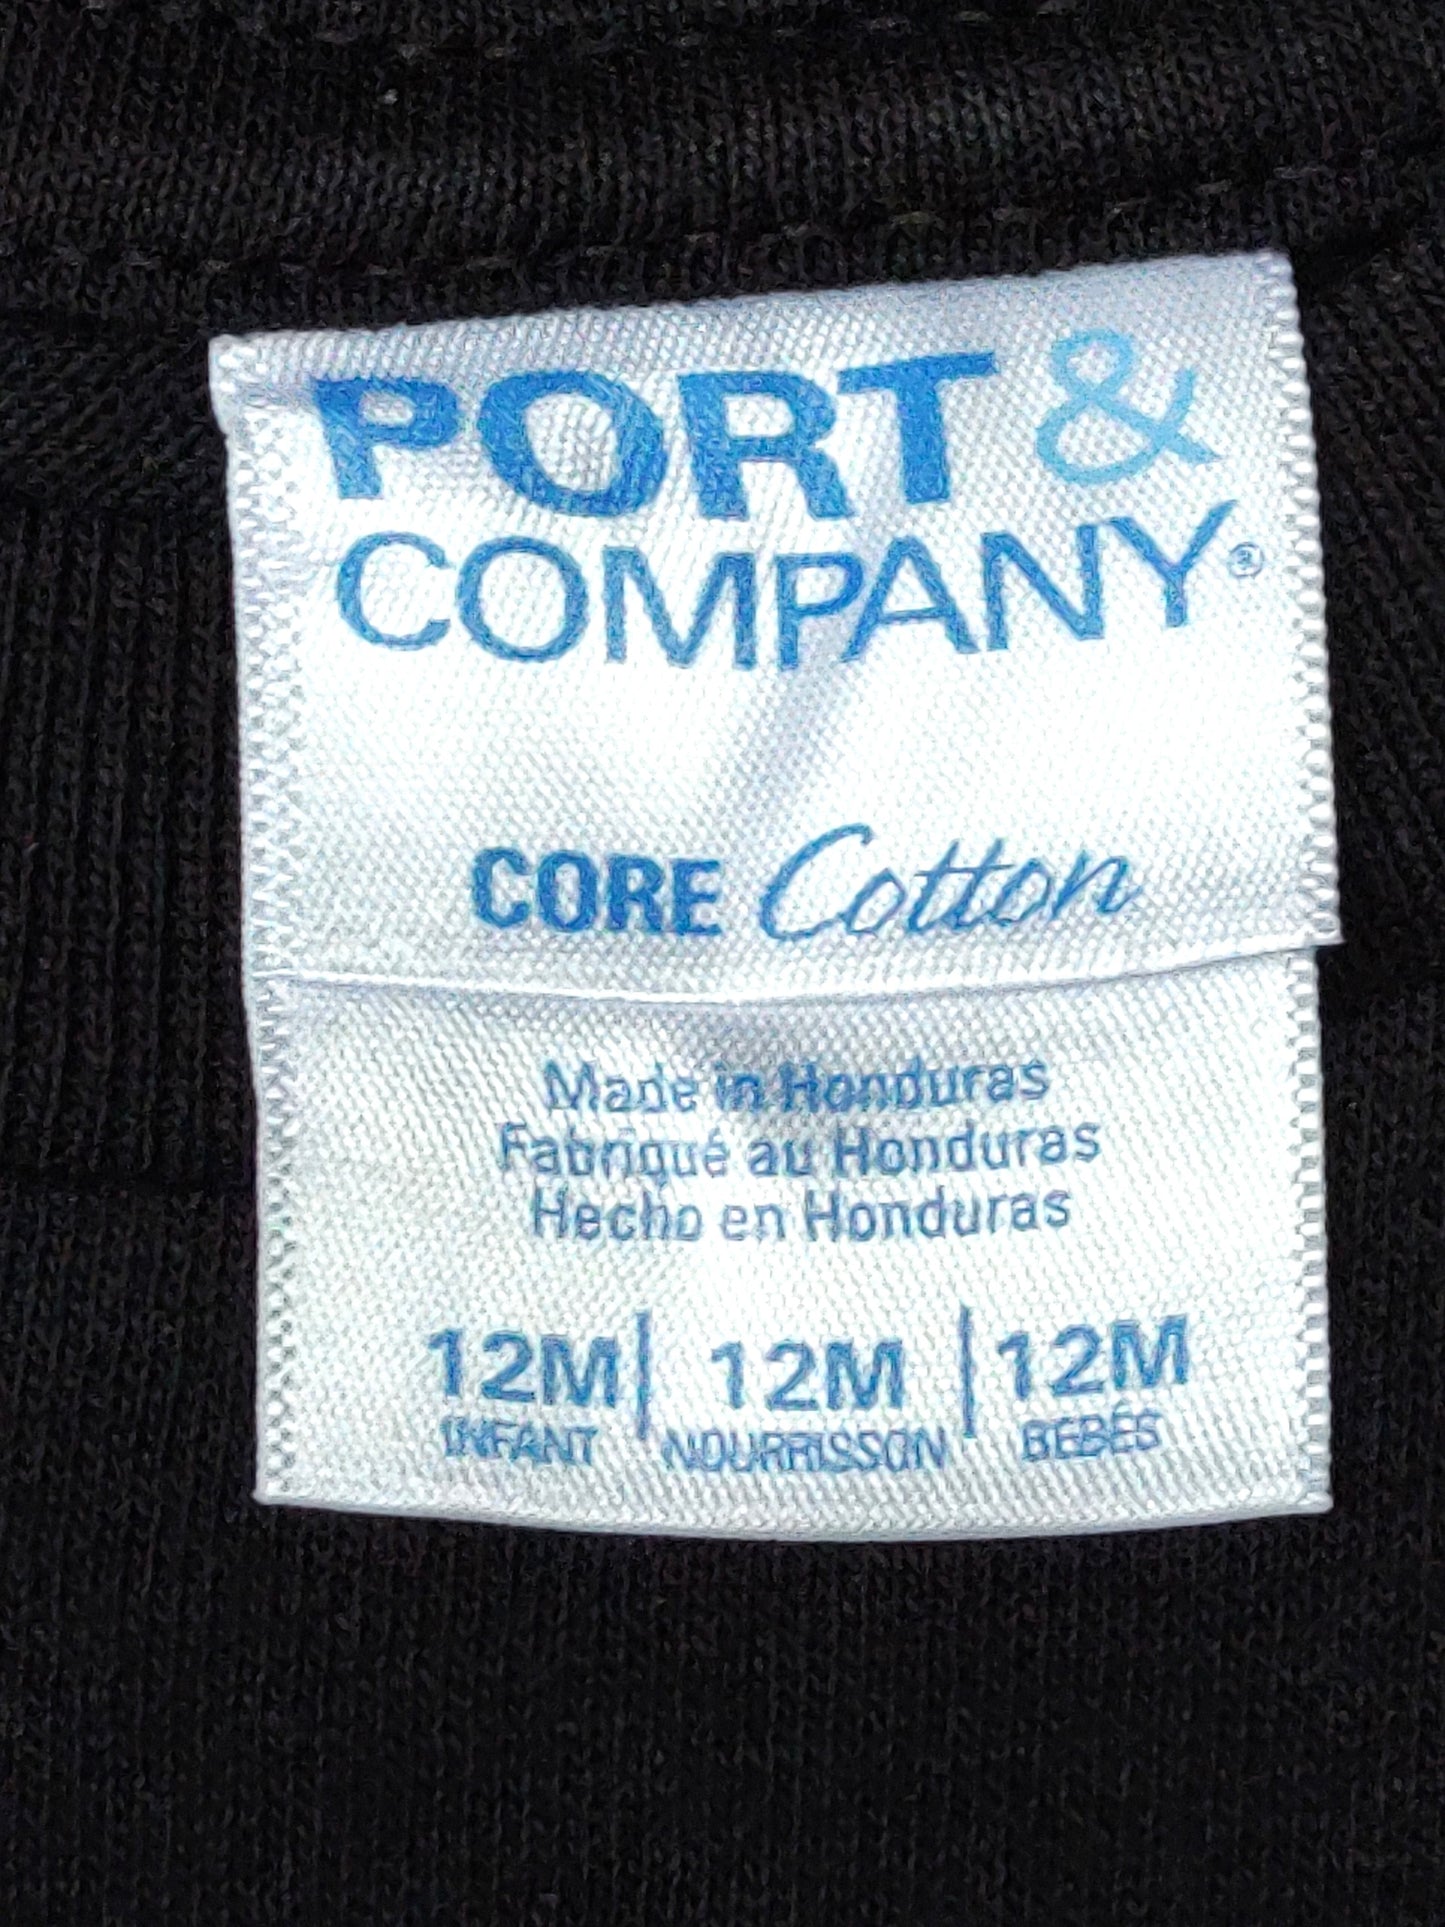 PORT &
COMPANY®
CORE Cotton
Made in Honduras
Fabriqué au Honduras
Hecho en Honduras
12M | 12M | 12M
INFANT NOURRISSON BEBÉS